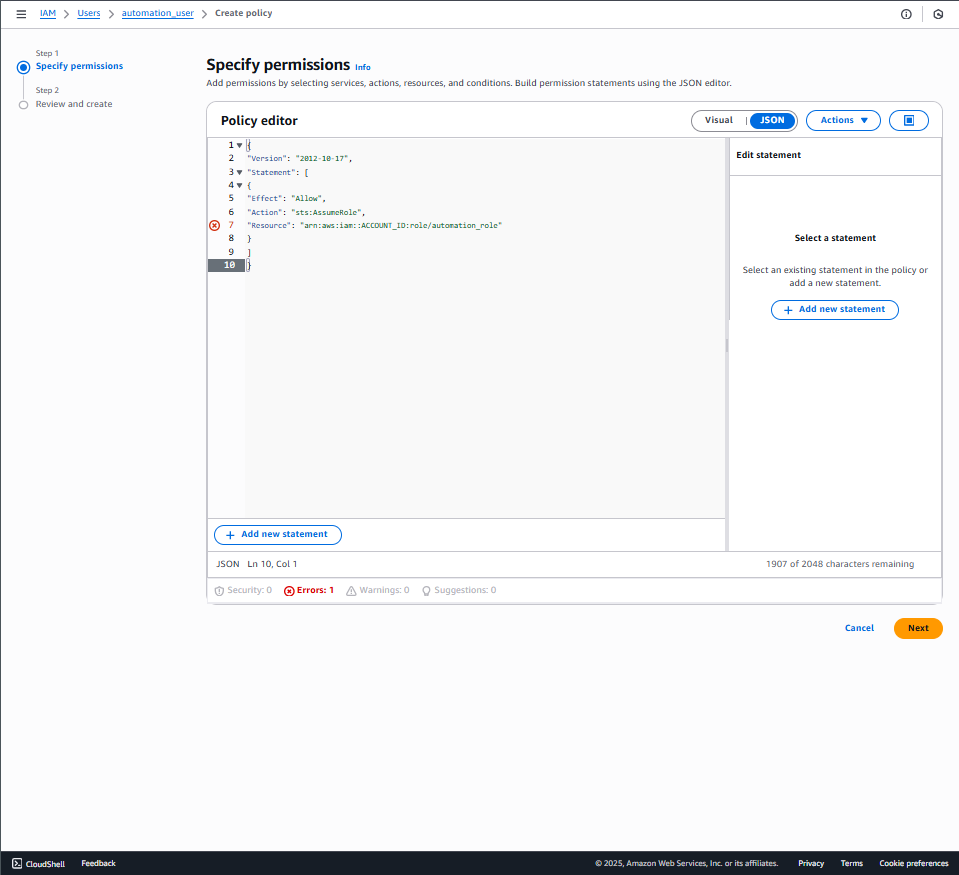 IAM > Users > automation_user > Create policy
Step 1
Specify permissions
Step 2
Review and create
Specify permissions Info
Add permissions by selecting services, actions, resources, and conditions. Build permission statements using the JSON editor.
Policy editor
Visual | JSON
Actions
1 {
2 "Version": "2012-10-17",
3 "Statement": [
4 {
5 "Effect": "Allow",
6 "Action": "sts:AssumeRole",
7 "Resource": "arn:aws:iam::ACCOUNT_ID:role/automation_role"
8 }
9 ]
10 }
Edit statement
Select a statement
Select an existing statement in the policy or
add a new statement.
+ Add new statement
+ Add new statement
JSON Ln 10, Col 1
1907 of 2048 characters remaining
Security: 0 Errors: 1 Warnings: 0 Suggestions: 0
Cancel Next
CloudShell Feedback © 2025, Amazon Web Services, Inc. or its affiliates. Privacy Terms Cookie preferences